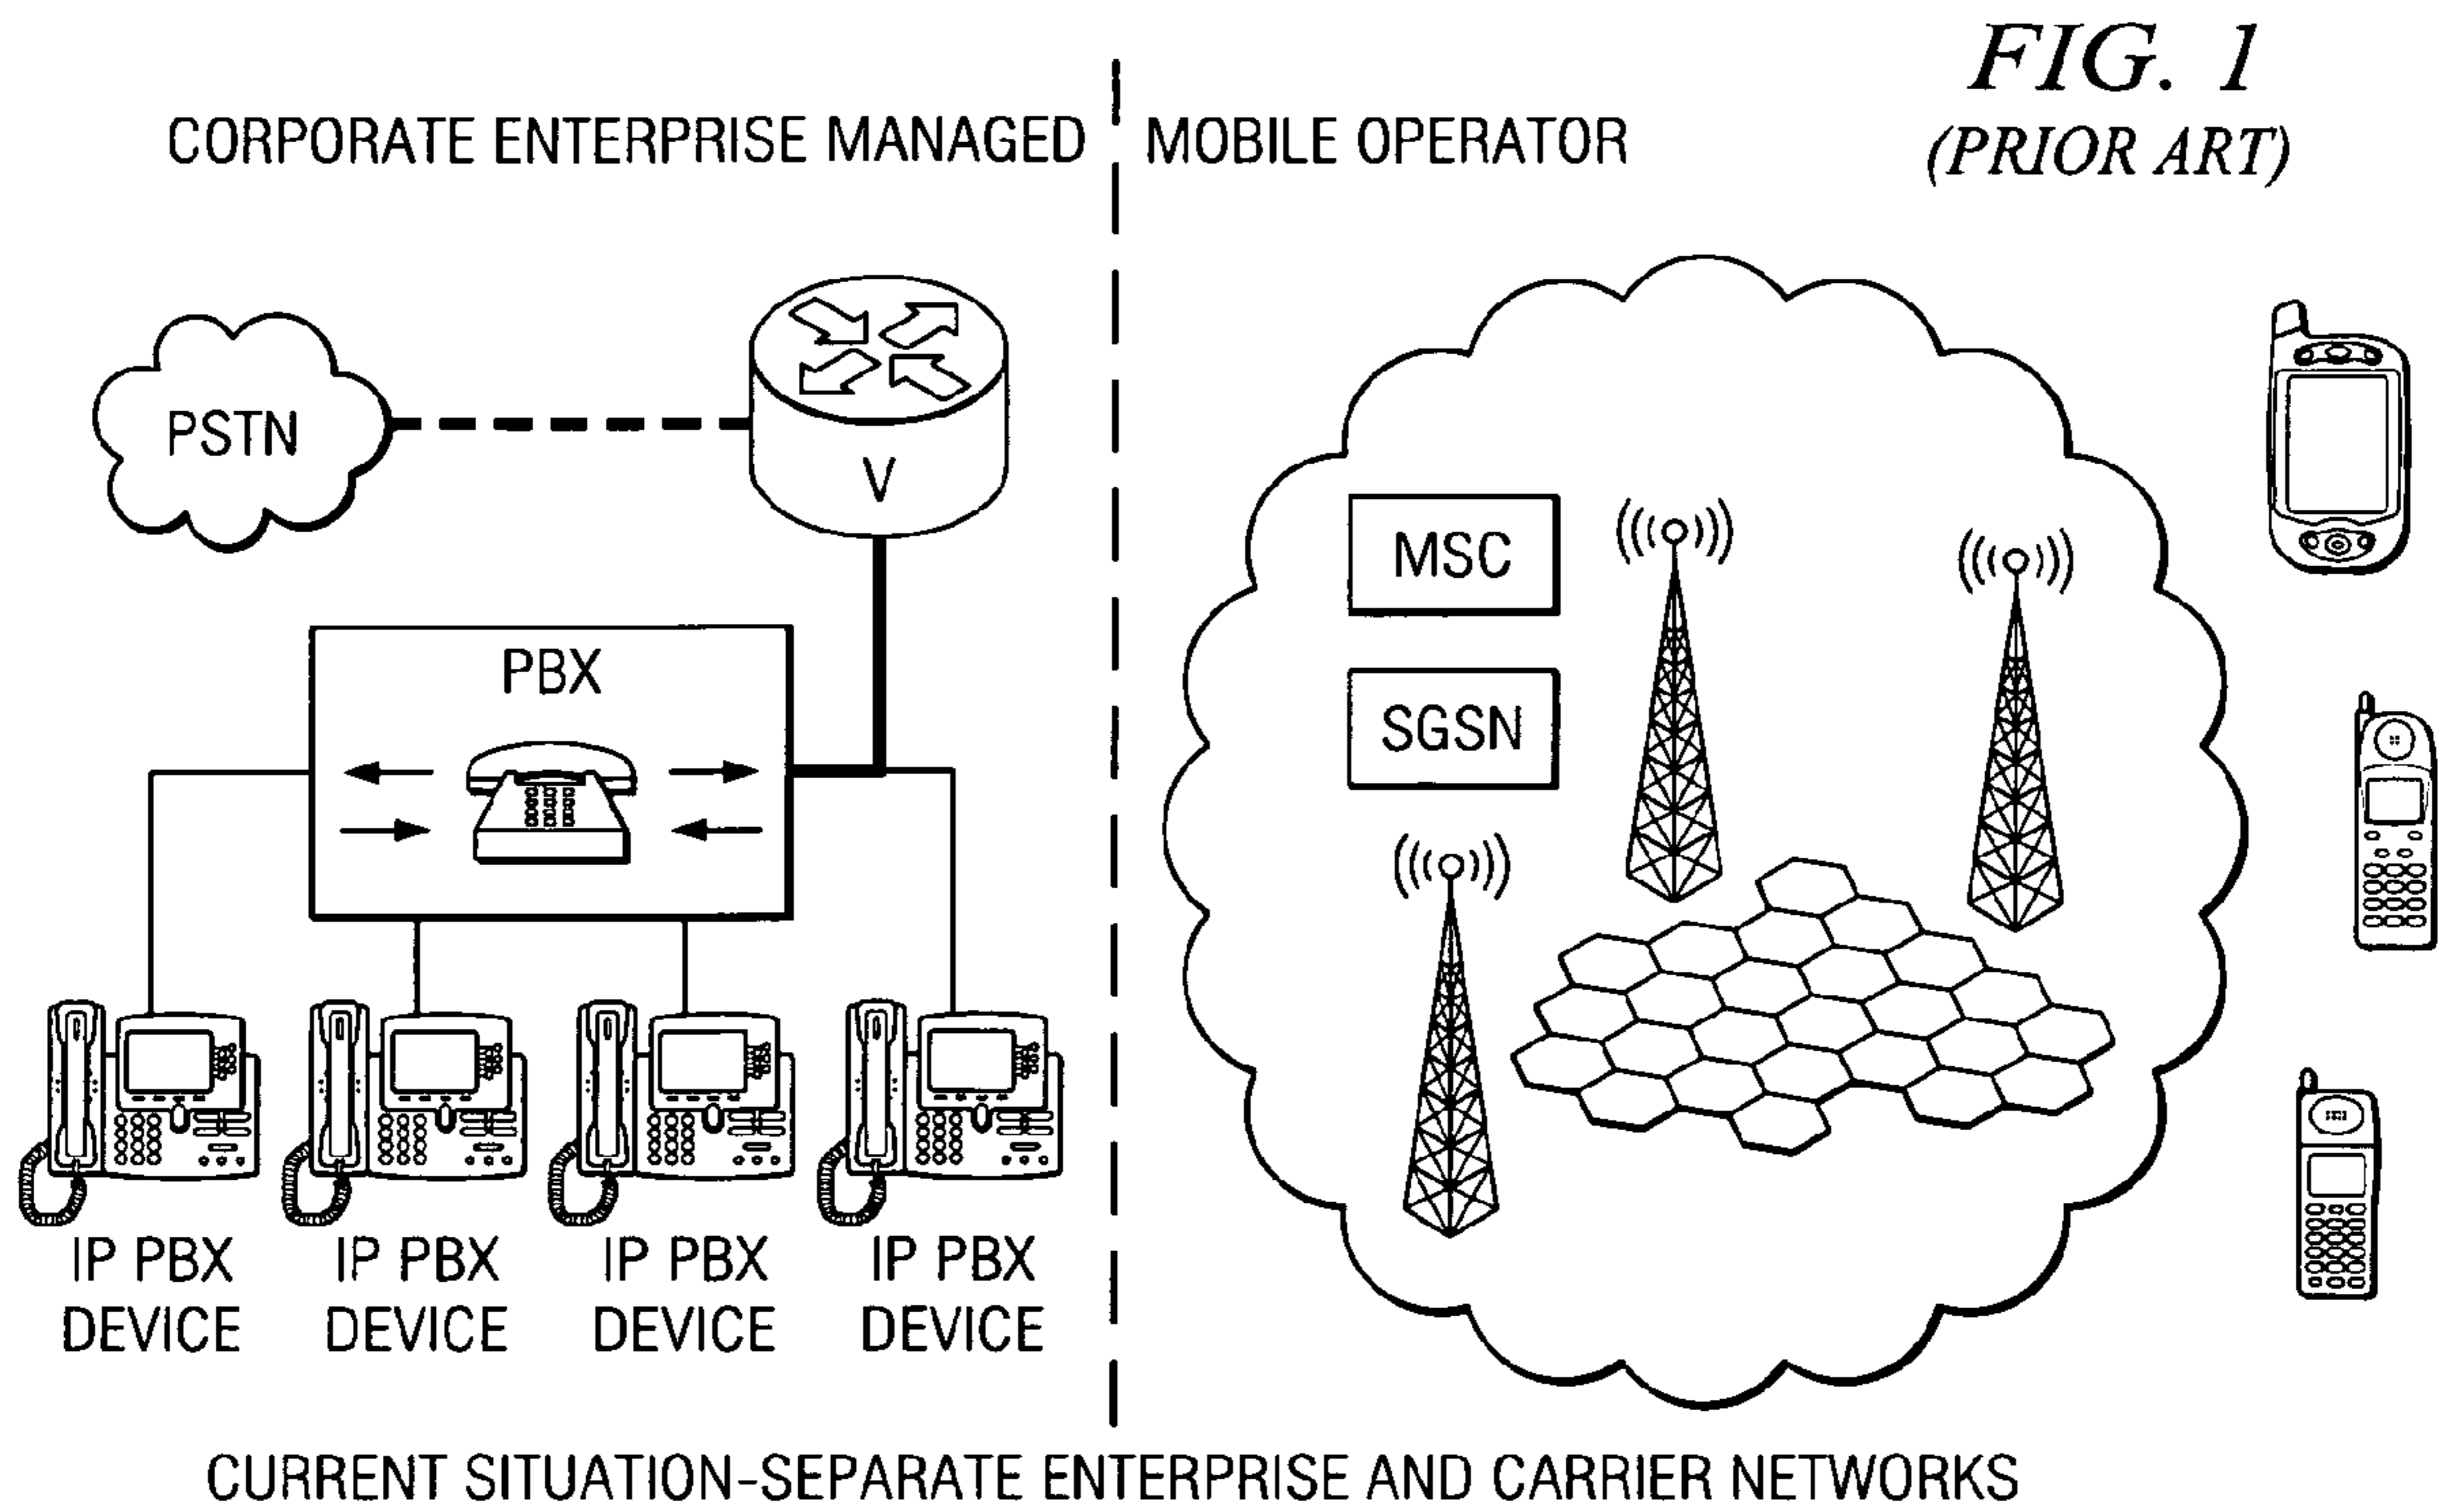 FIG. 1
(PRIOR ART)
CORPORATE ENTERPRISE MANAGED
MOBILE OPERATOR
PSTN
V
MSC
SGSN
PBX
IP PBX
DEVICE
IP PBX
DEVICE
IP PBX
DEVICE
IP PBX
DEVICE
CURRENT SITUATION-SEPARATE ENTERPRISE AND CARRIER NETWORKS